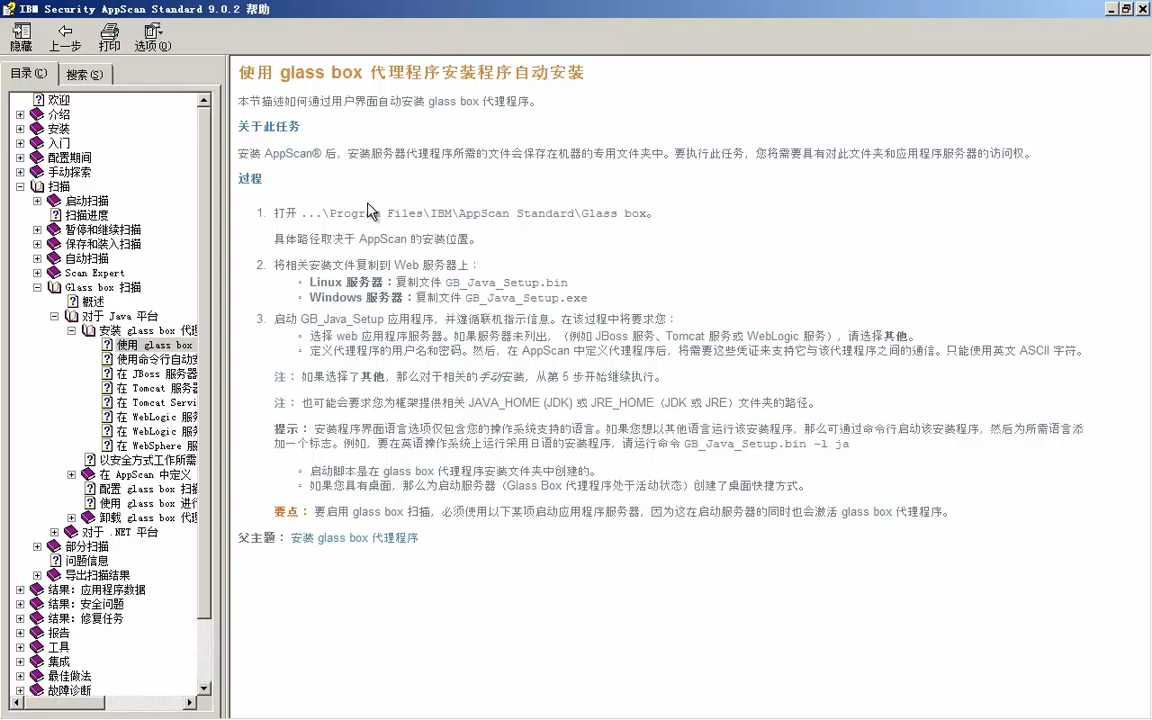 IBM Security AppScan Standard 9.0.2 帮助
隐藏 上一步 打印 选项(O)
目录(C) 搜索(S)
欢迎
介绍
安装
入门
配置期间
手动探索
扫描
启动扫描
扫描进度
暂停和继续扫描
保存和装入扫描
自动扫描
Scan Expert
Glass box 扫描
概述
对于 Java 平台
安装 glass box 代理
使用 glass box
使用命令行自动安
在 JBoss 服务器
在 Tomcat 服务器
在 Tomcat Servi
在 WebLogic 服务
在 WebLogic 服务
在 WebSphere 服
以安全方式工作所需
在 AppScan 中定义
配置 glass box 扫描
使用 glass box 进行
卸载 glass box 代理
对于 .NET 平台
部分扫描
问题信息
导出扫描结果
结果: 应用程序数据
结果: 安全问题
结果: 修复任务
报告
工具
集成
最佳做法
故障诊断
使用 glass box 代理程序安装程序自动安装
本节描述如何通过用户界面自动安装 glass box 代理程序。
关于此任务
安装 AppScan® 后，安装服务器代理程序所需的文件会保存在机器的专用文件夹中。要执行此任务，您将需要具有对此文件夹和应用程序服务器的访问权。
过程
1. 打开 ...\Program Files\IBM\AppScan Standard\Glass box。
具体路径取决于 AppScan 的安装位置。
2. 将相关安装文件复制到 Web 服务器上：
◦ Linux 服务器：复制文件 GB_Java_Setup.bin
◦ Windows 服务器：复制文件 GB_Java_Setup.exe
3. 启动 GB_Java_Setup 应用程序，并遵循联机指示信息。在该过程中将要求您：
◦ 选择 web 应用程序服务器。如果服务器未列出，（例如 JBoss 服务、Tomcat 服务或 WebLogic 服务），请选择其他。
◦ 定义代理程序的用户名和密码。然后，在 AppScan 中定义代理程序后，将需要这些凭证来支持它与该代理程序之间的通信。只能使用英文 ASCII 字符。
注： 如果选择了其他，那么对于相关的手动安装，从第 5 步开始继续执行。
注： 也可能会要求您为框架提供相关 JAVA_HOME (JDK) 或 JRE_HOME（JDK 或 JRE）文件夹的路径。
提示： 安装程序界面语言选项仅包含您的操作系统支持的语言。如果您想以其他语言运行该安装程序，那么可通过命令行启动该安装程序，然后为所需语言添
加一个标志。例如，要在英语操作系统上运行采用日语的安装程序，请运行命令 GB_Java_Setup.bin -l ja
◦ 启动脚本是在 glass box 代理程序安装文件夹中创建的。
◦ 如果您具有桌面，那么为启动服务器（Glass Box 代理程序处于活动状态）创建了桌面快捷方式。
要点： 要启用 glass box 扫描，必须使用以下某项启动应用程序服务器，因为这在启动服务器的同时也会激活 glass box 代理程序。
父主题： 安装 glass box 代理程序